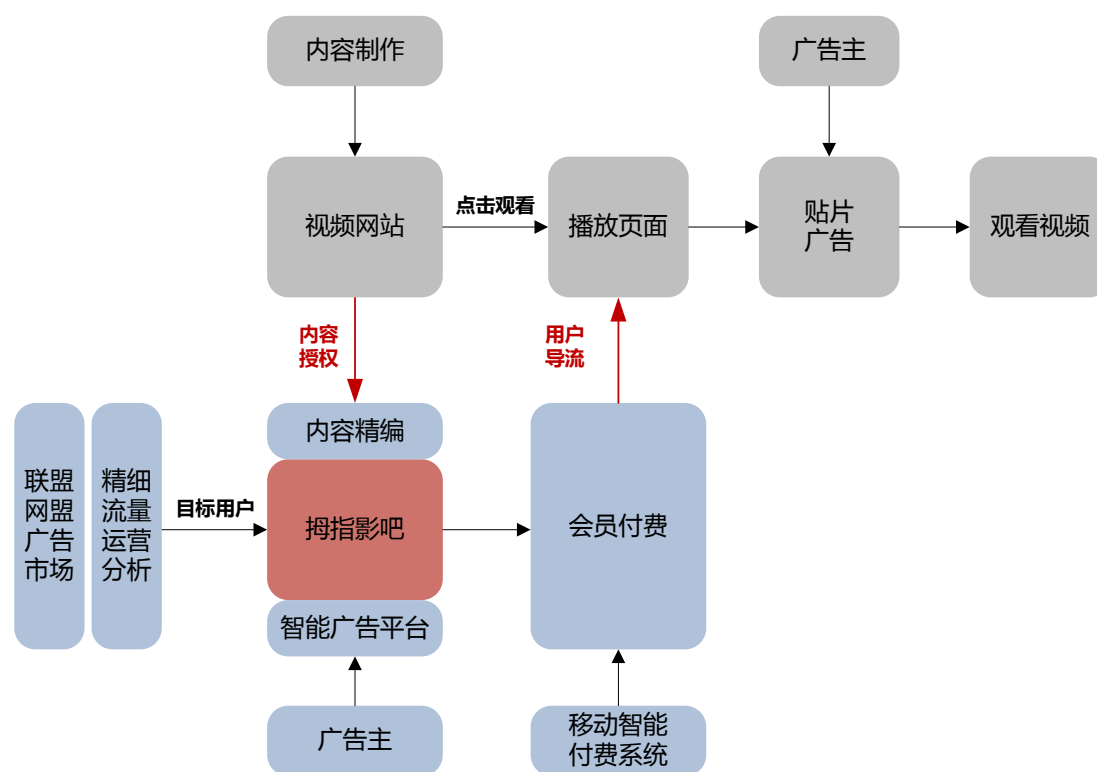 内容制作
广告主
视频网站
点击观看
播放页面
贴片
广告
观看视频
内容
授权
用户
导流
联盟
网盟
广告
市场
精细
流量
运营
分析
目标用户
内容精编
拇指影吧
智能广告平台
会员付费
广告主
移动智能
付费系统